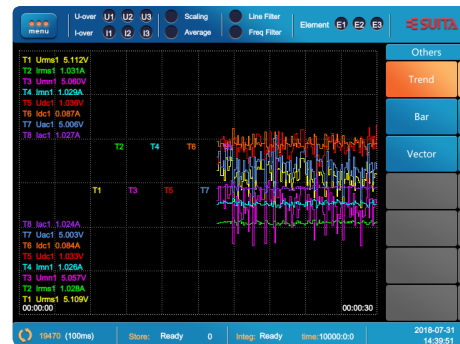 menu
U-over U1 U2 U3
I-over I1 I2 I3
Scaling
Average
Line Filter
Freq Filter
Element E1 E2 E3
SUITA
Others
Trend
Bar
Vector
T1 Urms1 5.112V
T2 Irms1 1.031A
T3 Umn1 5.060V
T4 Imn1 1.029A
T5 Udc1 1.036V
T6 Idc1 0.087A
T7 Uac1 5.006V
T8 Iac1 1.027A
T2 T4 T6
T1 T3 T5 T7
T8 Iac1 1.024A
T7 Uac1 5.003V
T6 Idc1 0.084A
T5 Udc1 1.033V
T4 Imn1 1.026A
T3 Umn1 5.057V
T2 Irms1 1.028A
T1 Urms1 5.109V
00:00:00 00:00:30
19470 (100ms) Store: Ready 0 Integ: Ready time:10000:0:0
2018-07-31
14:39:51